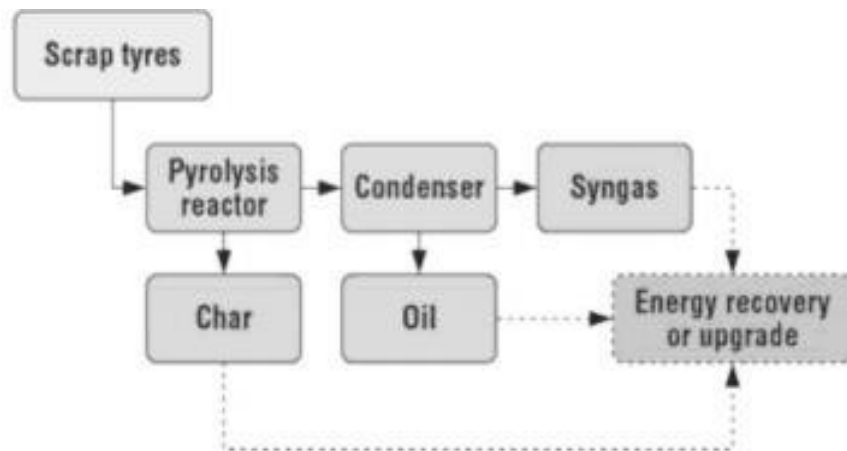 Scrap tyres
Pyrolysis
reactor
Condenser
Syngas
Char
Oil
Energy recovery
or upgrade